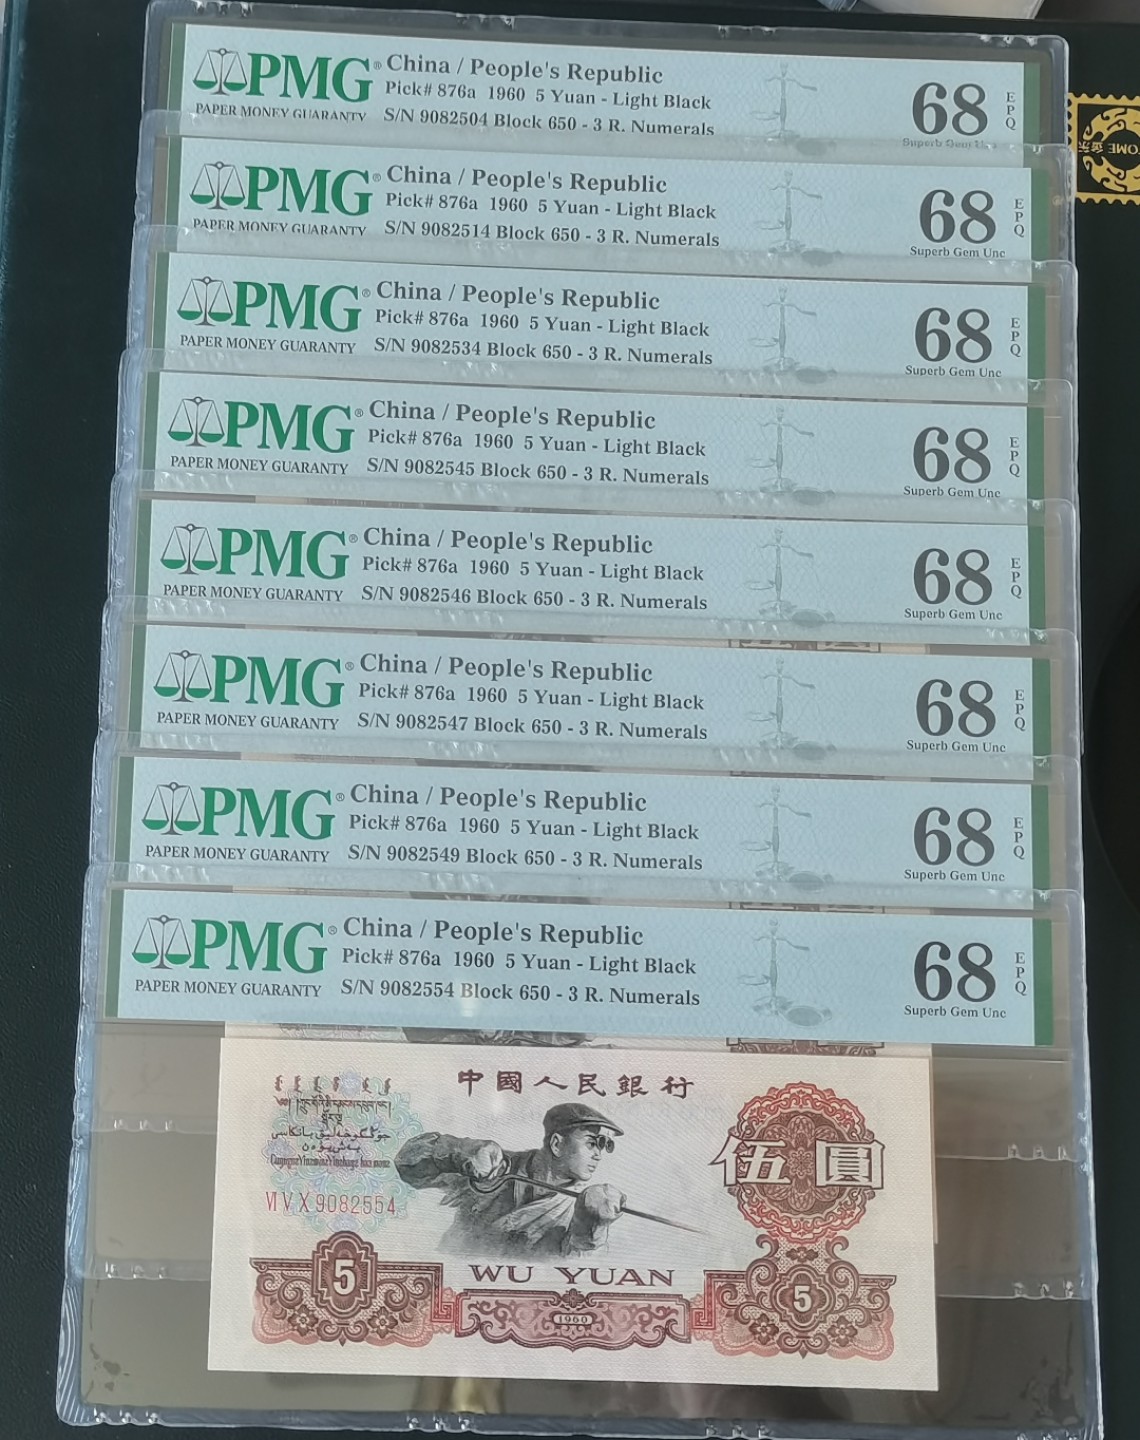 PMG® China / People's Republic
PAPER MONEY GUARANTY
Pick# 876a 1960 5 Yuan - Light Black
S/N 9082504 Block 650 - 3 R. Numerals
68 EPQ
Superb Gem Unc
PMG® China / People's Republic
PAPER MONEY GUARANTY
Pick# 876a 1960 5 Yuan - Light Black
S/N 9082514 Block 650 - 3 R. Numerals
68 EPQ
Superb Gem Unc
PMG® China / People's Republic
PAPER MONEY GUARANTY
Pick# 876a 1960 5 Yuan - Light Black
S/N 9082534 Block 650 - 3 R. Numerals
68 EPQ
Superb Gem Unc
PMG® China / People's Republic
PAPER MONEY GUARANTY
Pick# 876a 1960 5 Yuan - Light Black
S/N 9082545 Block 650 - 3 R. Numerals
68 EPQ
Superb Gem Unc
PMG® China / People's Republic
PAPER MONEY GUARANTY
Pick# 876a 1960 5 Yuan - Light Black
S/N 9082546 Block 650 - 3 R. Numerals
68 EPQ
Superb Gem Unc
PMG® China / People's Republic
PAPER MONEY GUARANTY
Pick# 876a 1960 5 Yuan - Light Black
S/N 9082547 Block 650 - 3 R. Numerals
68 EPQ
Superb Gem Unc
PMG® China / People's Republic
PAPER MONEY GUARANTY
Pick# 876a 1960 5 Yuan - Light Black
S/N 9082549 Block 650 - 3 R. Numerals
68 EPQ
Superb Gem Unc
PMG® China / People's Republic
PAPER MONEY GUARANTY
Pick# 876a 1960 5 Yuan - Light Black
S/N 9082554 Block 650 - 3 R. Numerals
68 EPQ
Superb Gem Unc
中國人民銀行
伍圓
VI V X 9082554
WU YUAN
5
5
1960